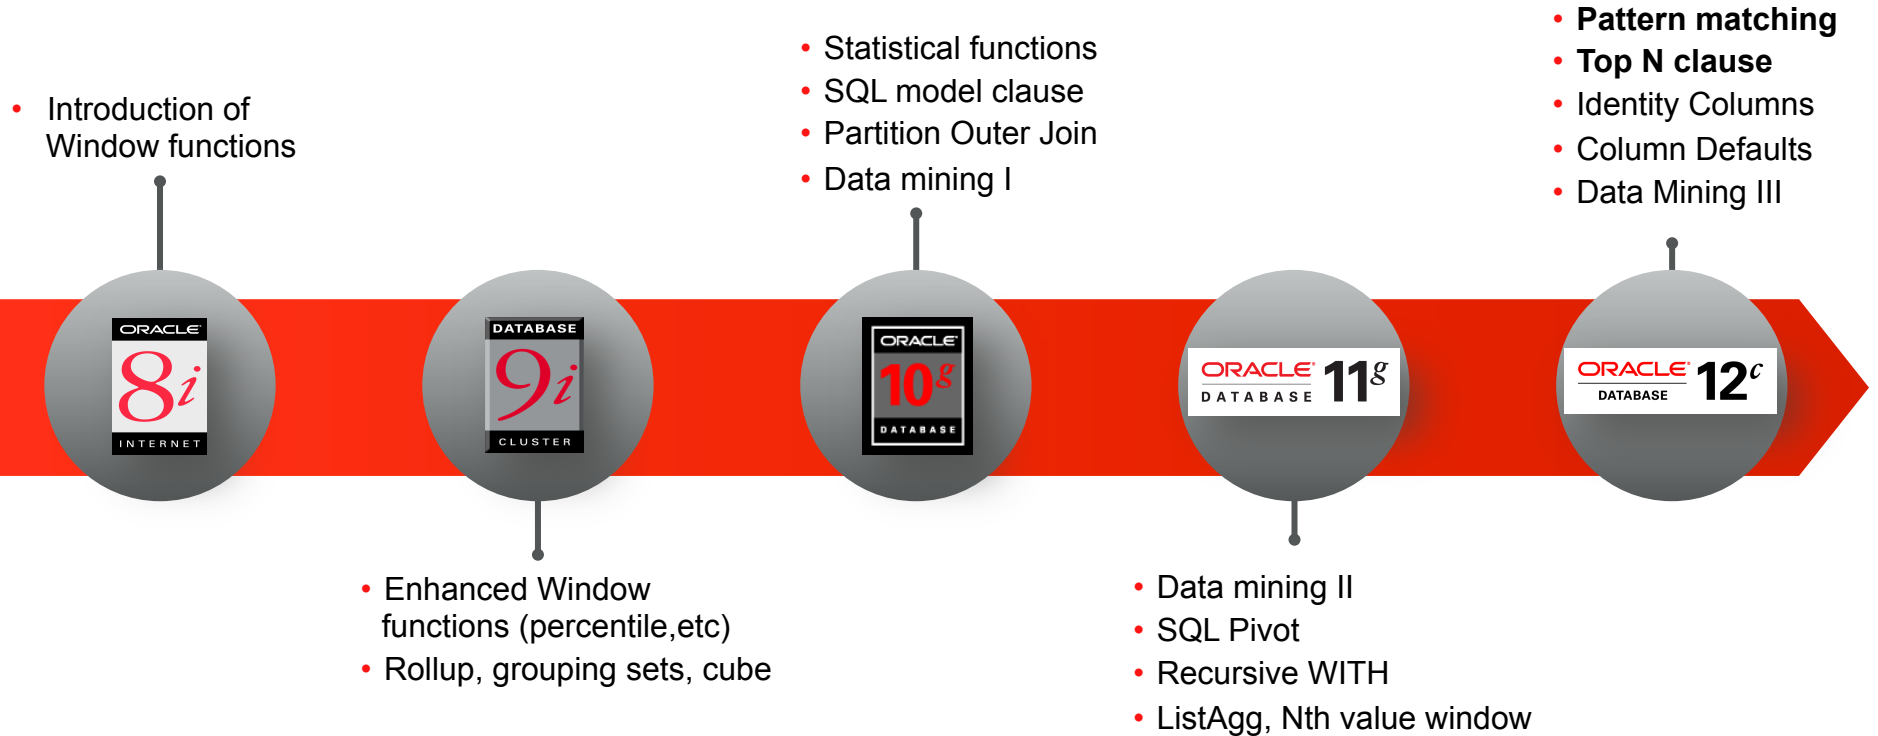 • Introduction of
Window functions
• Statistical functions
• SQL model clause
• Partition Outer Join
• Data mining I
• Pattern matching
• Top N clause
• Identity Columns
• Column Defaults
• Data Mining III
ORACLE
8i
INTERNET
DATABASE
9i
CLUSTER
ORACLE
10g
DATABASE
ORACLE
DATABASE
11g
ORACLE
DATABASE
12c
• Enhanced Window
functions (percentile,etc)
• Rollup, grouping sets, cube
• Data mining II
• SQL Pivot
• Recursive WITH
• ListAgg, Nth value window